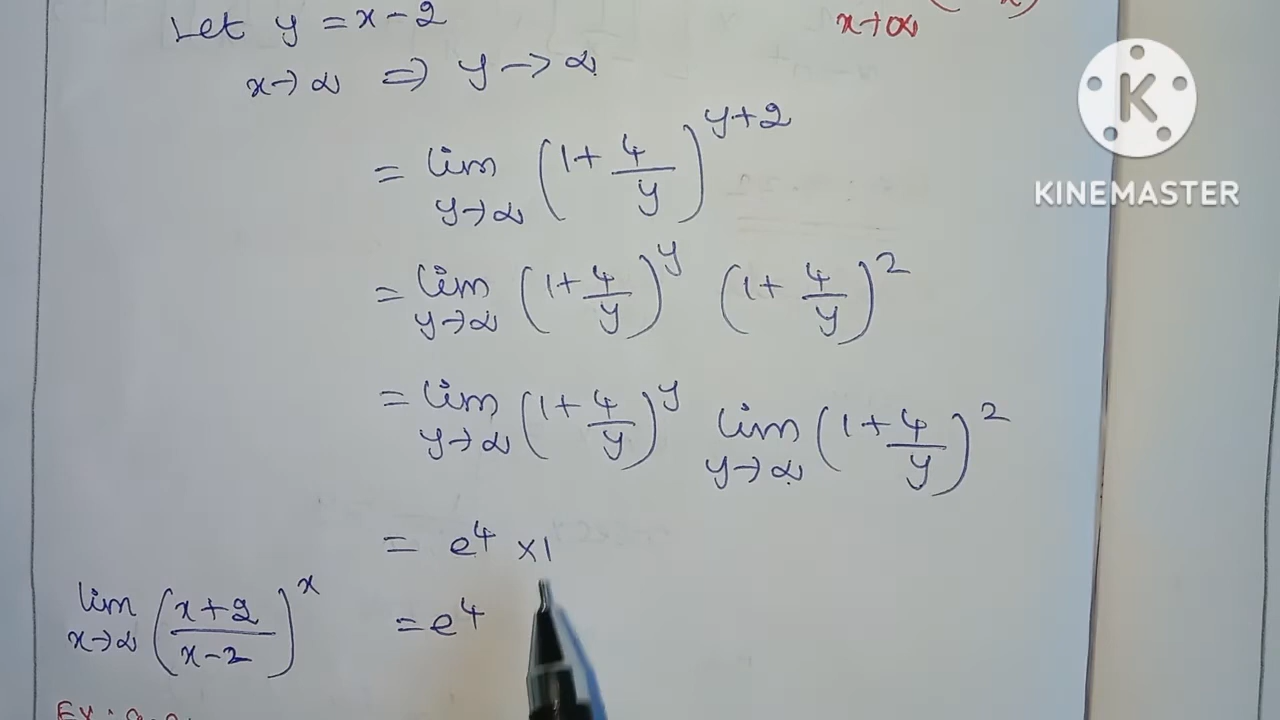 Let y = x - 2
x→∞
x→∞ ⇒ y→∞
= lim y→∞ (1 + 4/y)^(y+2)
= lim y→∞ (1 + 4/y)^y (1 + 4/y)^2
= lim y→∞ (1 + 4/y)^y lim y→∞ (1 + 4/y)^2
= e^4 × 1
lim x→∞ ((x+2)/(x-2))^x = e^4
K
KINEMASTER